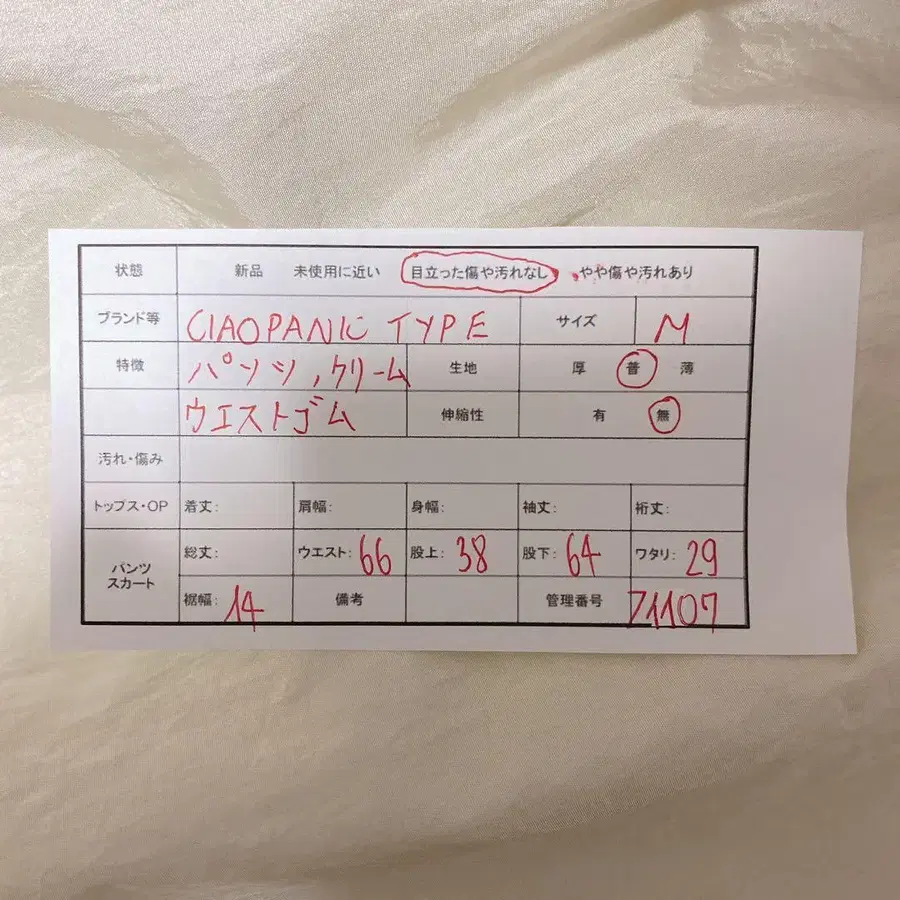 状態 新品 未使用に近い 目立った傷や汚れなし やや傷や汚れあり
ブランド等 CIAOPANIC TYPE サイズ M
特徴 パンツ,クリーム 生地 厚 普 薄
ウエストゴム 伸縮性 有 無
汚れ・傷み
トップス・OP 着丈: 肩幅: 身幅: 袖丈: 裄丈:
パンツ スカート 総丈: ウエスト: 66 股上: 38 股下: 64 ワタリ: 29
裾幅: 14 備考 管理番号 71107